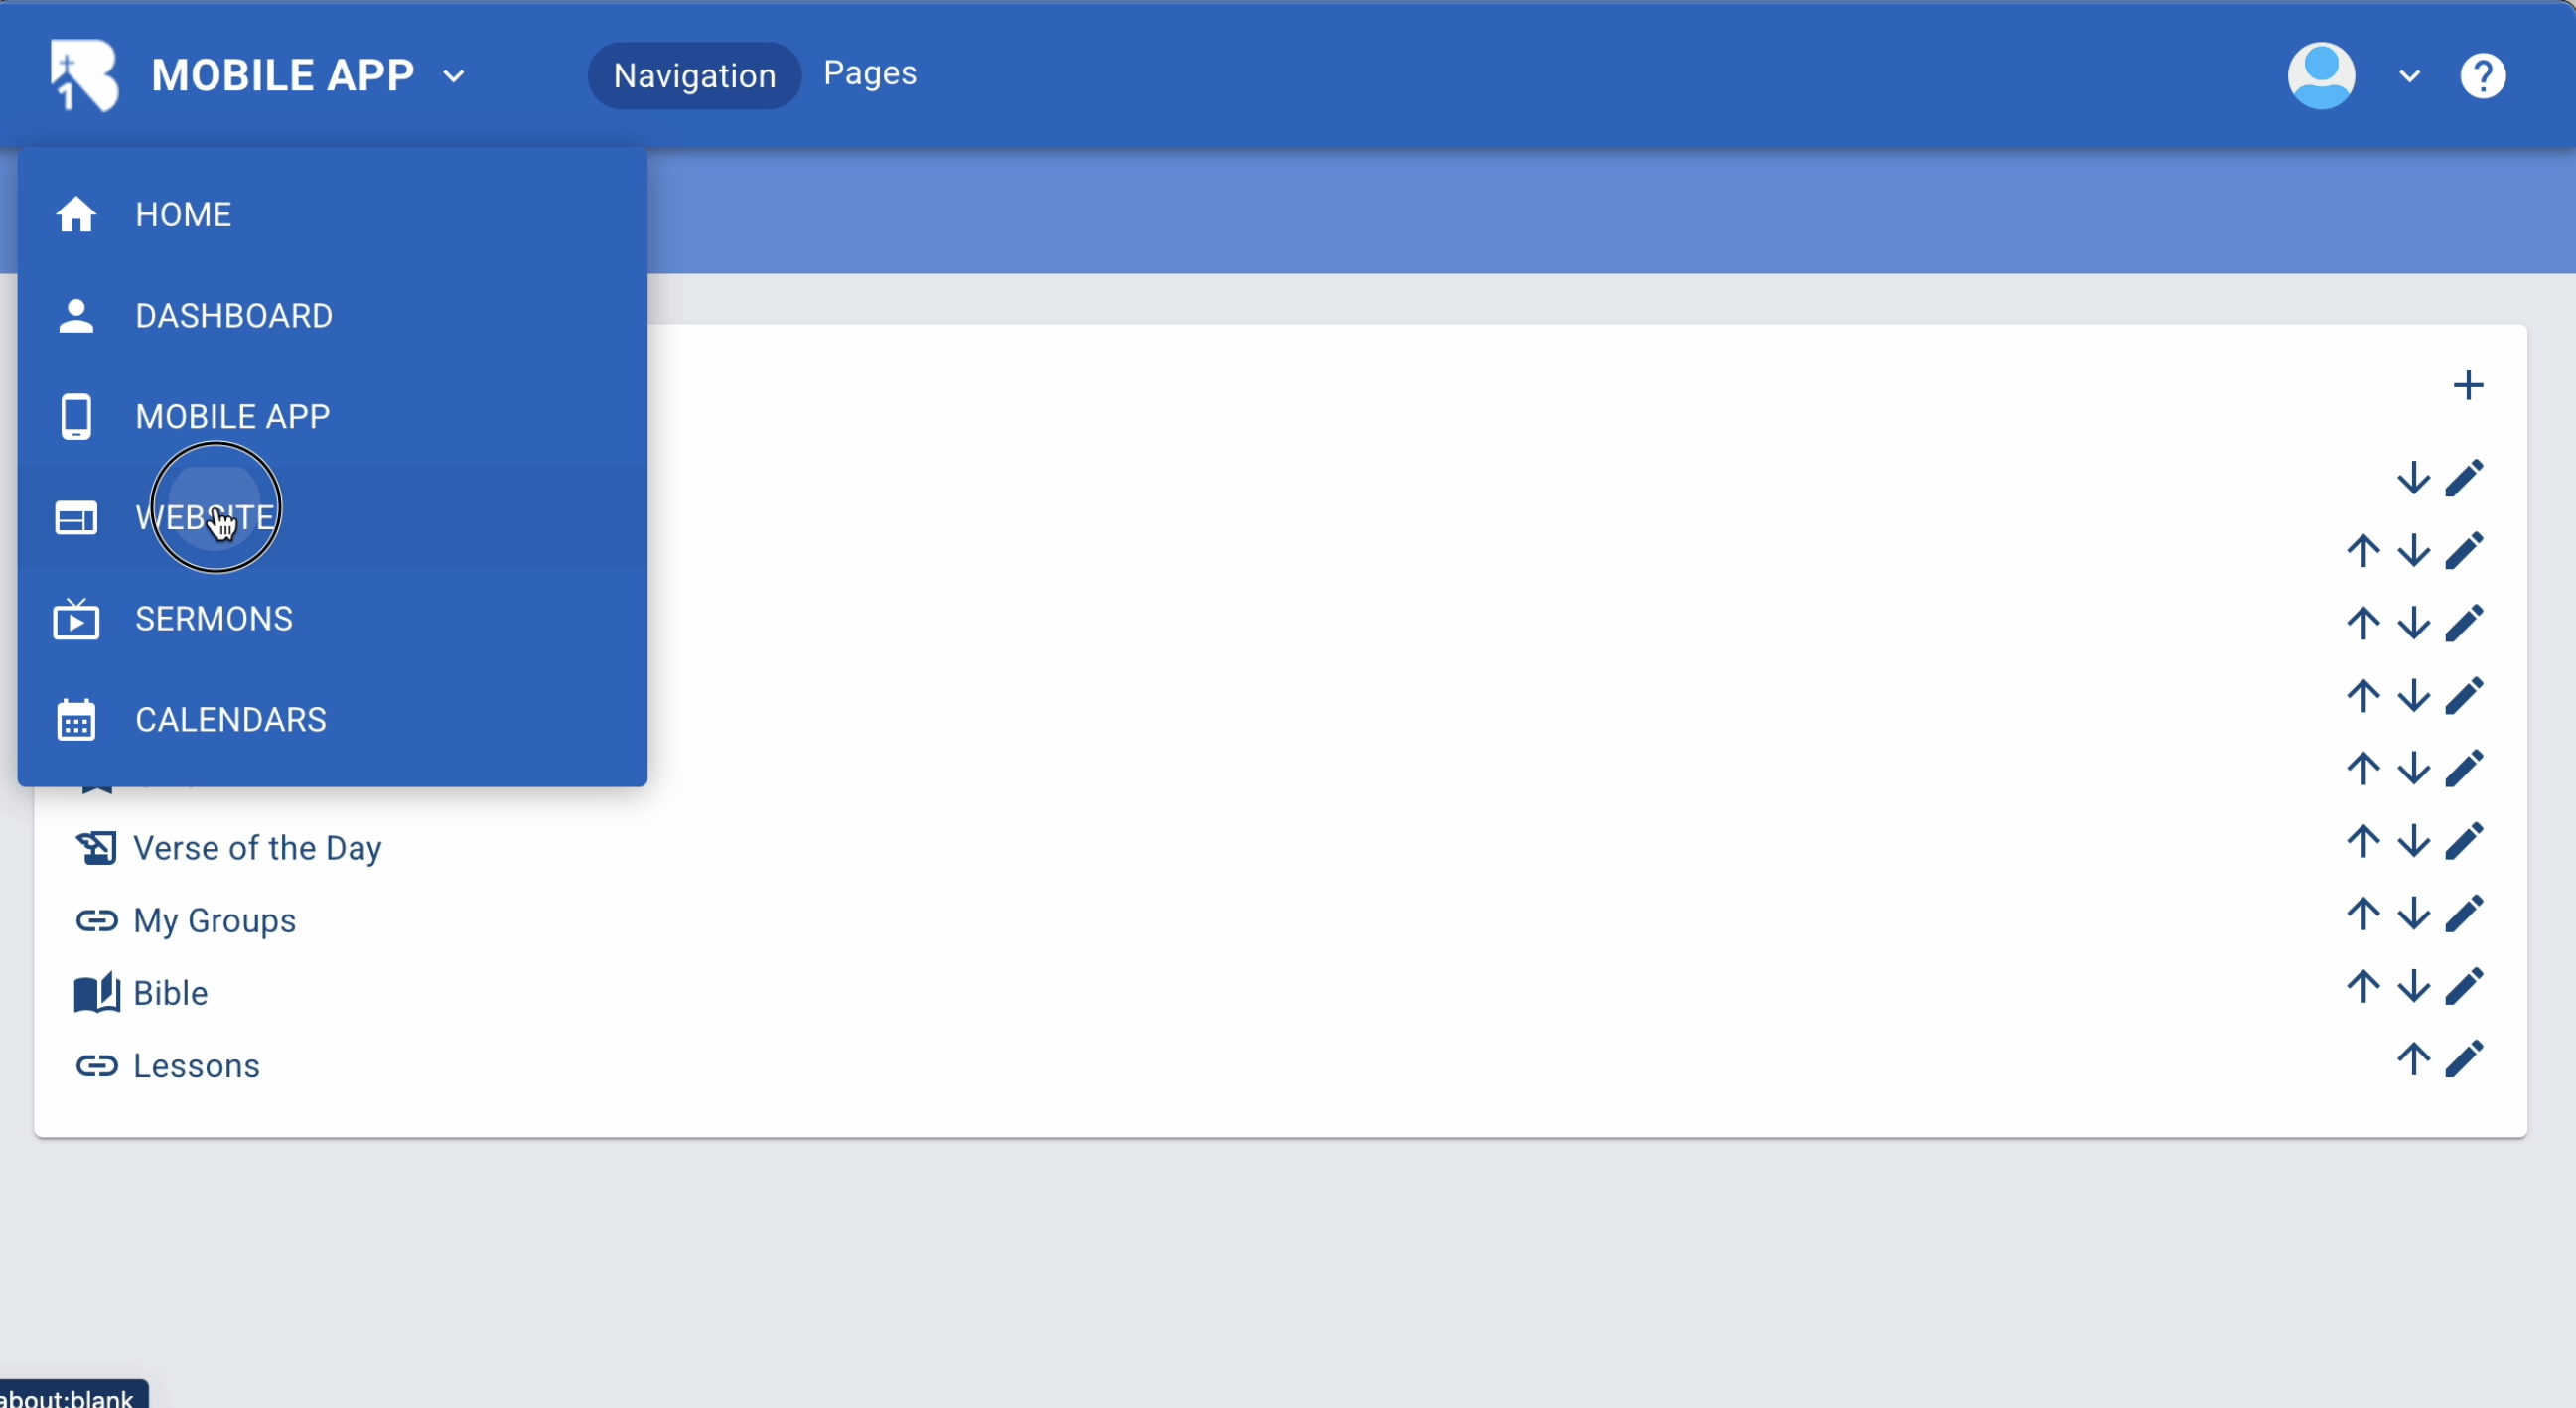 MOBILE APP
Navigation
Pages
HOME
DASHBOARD
MOBILE APP
WEBSITE
SERMONS
CALENDARS
Verse of the Day
My Groups
Bible
Lessons
about:blank